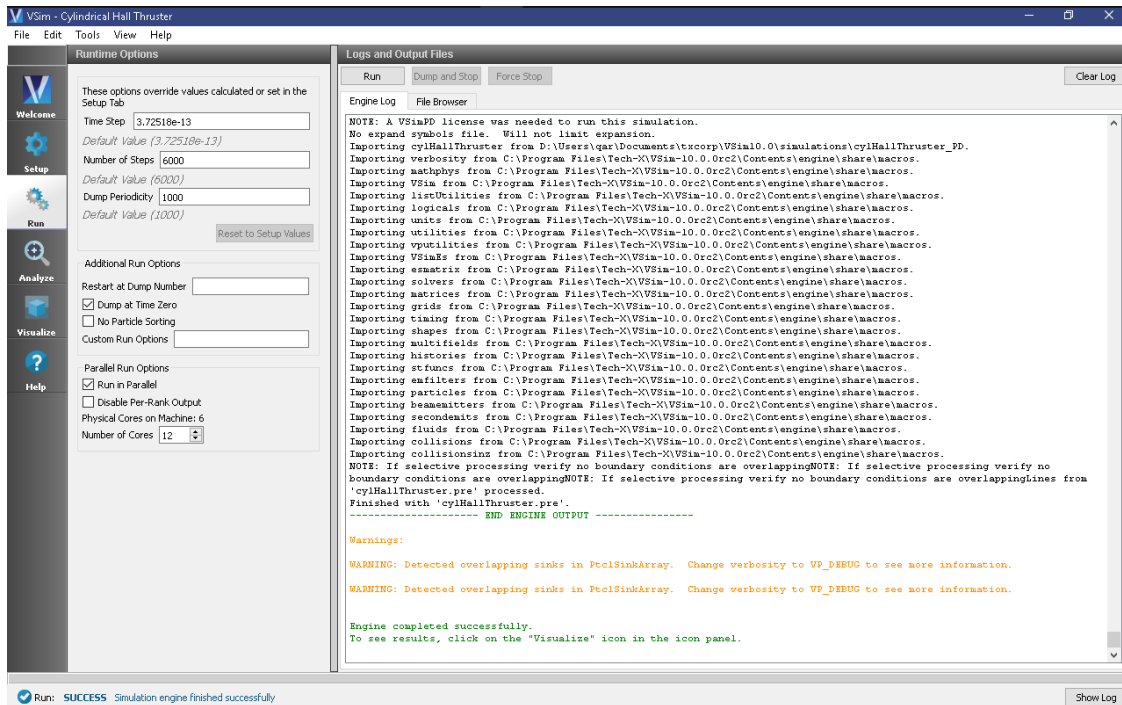 VSim - Cylindrical Hall Thruster
File Edit Tools View Help
Welcome
Setup
Run
Analyze
Visualize
Help
Runtime Options
These options override values calculated or set in the
Setup Tab
Time Step 3.72518e-13
Default Value (3.72518e-13)
Number of Steps 6000
Default Value (6000)
Dump Periodicity 1000
Default Value (1000)
Reset to Setup Values
Additional Run Options
Restart at Dump Number
Dump at Time Zero
No Particle Sorting
Custom Run Options
Parallel Run Options
Run in Parallel
Disable Per-Rank Output
Physical Cores on Machine: 6
Number of Cores 12
Logs and Output Files
Run Dump and Stop Force Stop Clear Log
Engine Log File Browser
NOTE: A VSimPD license was needed to run this simulation.
No expand symbols file.  Will not limit expansion.
Importing cylHallThruster from D:\Users\qar\Documents\txcorp\VSim10.0\simulations\cylHallThruster_PD.
Importing verbosity from C:\Program Files\Tech-X\VSim-10.0.0rc2\Contents\engine\share\macros.
Importing mathphys from C:\Program Files\Tech-X\VSim-10.0.0rc2\Contents\engine\share\macros.
Importing VSim from C:\Program Files\Tech-X\VSim-10.0.0rc2\Contents\engine\share\macros.
Importing listUtilities from C:\Program Files\Tech-X\VSim-10.0.0rc2\Contents\engine\share\macros.
Importing logicals from C:\Program Files\Tech-X\VSim-10.0.0rc2\Contents\engine\share\macros.
Importing units from C:\Program Files\Tech-X\VSim-10.0.0rc2\Contents\engine\share\macros.
Importing utilities from C:\Program Files\Tech-X\VSim-10.0.0rc2\Contents\engine\share\macros.
Importing vputilities from C:\Program Files\Tech-X\VSim-10.0.0rc2\Contents\engine\share\macros.
Importing VSimEs from C:\Program Files\Tech-X\VSim-10.0.0rc2\Contents\engine\share\macros.
Importing esmatrix from C:\Program Files\Tech-X\VSim-10.0.0rc2\Contents\engine\share\macros.
Importing solvers from C:\Program Files\Tech-X\VSim-10.0.0rc2\Contents\engine\share\macros.
Importing matrices from C:\Program Files\Tech-X\VSim-10.0.0rc2\Contents\engine\share\macros.
Importing grids from C:\Program Files\Tech-X\VSim-10.0.0rc2\Contents\engine\share\macros.
Importing timing from C:\Program Files\Tech-X\VSim-10.0.0rc2\Contents\engine\share\macros.
Importing shapes from C:\Program Files\Tech-X\VSim-10.0.0rc2\Contents\engine\share\macros.
Importing multifields from C:\Program Files\Tech-X\VSim-10.0.0rc2\Contents\engine\share\macros.
Importing histories from C:\Program Files\Tech-X\VSim-10.0.0rc2\Contents\engine\share\macros.
Importing stfuncs from C:\Program Files\Tech-X\VSim-10.0.0rc2\Contents\engine\share\macros.
Importing emfilters from C:\Program Files\Tech-X\VSim-10.0.0rc2\Contents\engine\share\macros.
Importing particles from C:\Program Files\Tech-X\VSim-10.0.0rc2\Contents\engine\share\macros.
Importing beamemitters from C:\Program Files\Tech-X\VSim-10.0.0rc2\Contents\engine\share\macros.
Importing secondemits from C:\Program Files\Tech-X\VSim-10.0.0rc2\Contents\engine\share\macros.
Importing fluids from C:\Program Files\Tech-X\VSim-10.0.0rc2\Contents\engine\share\macros.
Importing collisions from C:\Program Files\Tech-X\VSim-10.0.0rc2\Contents\engine\share\macros.
Importing collisionsinz from C:\Program Files\Tech-X\VSim-10.0.0rc2\Contents\engine\share\macros.
NOTE: If selective processing verify no boundary conditions are overlappingNOTE: If selective processing verify no
boundary conditions are overlappingNOTE: If selective processing verify no boundary conditions are overlappingLines from
'cylHallThruster.pre' processed.
Finished with 'cylHallThruster.pre'.
--------------------- END ENGINE OUTPUT ----------------
Warnings:
WARNING: Detected overlapping sinks in PtclSinkArray.  Change verbosity to VP_DEBUG to see more information.
WARNING: Detected overlapping sinks in PtclSinkArray.  Change verbosity to VP_DEBUG to see more information.
Engine completed successfully.
To see results, click on the "Visualize" icon in the icon panel.
Run: SUCCESS Simulation engine finished successfully
Show Log